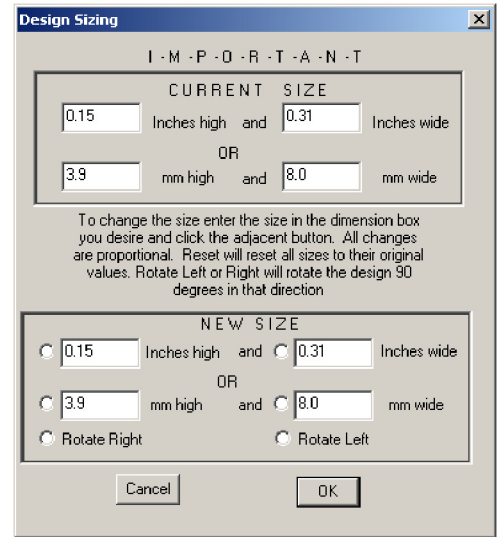 Design Sizing
I - M - P - O - R - T - A - N - T
CURRENT SIZE
0.15 Inches high and 0.31 Inches wide
OR
3.9 mm high and 8.0 mm wide
To change the size enter the size in the dimension box
you desire and click the adjacent button. All changes
are proportional. Reset will reset all sizes to their original
values. Rotate Left or Right will rotate the design 90
degrees in that direction
NEW SIZE
0.15 Inches high and 0.31 Inches wide
OR
3.9 mm high and 8.0 mm wide
Rotate Right Rotate Left
Cancel OK